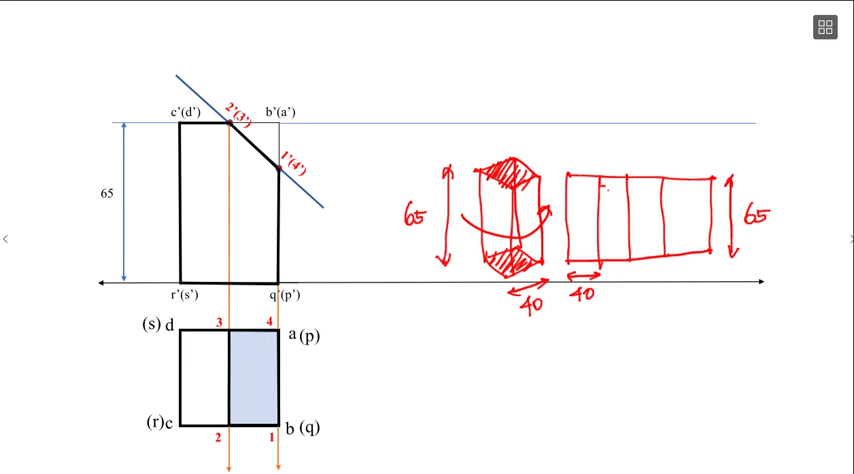 c’(d’)
2’(3’)
b’(a’)
1’(4’)
65
r’(s’)
q’(p’)
(s) d
3
4
a (p)
(r)c
2
1
b (q)
65
40
40
65